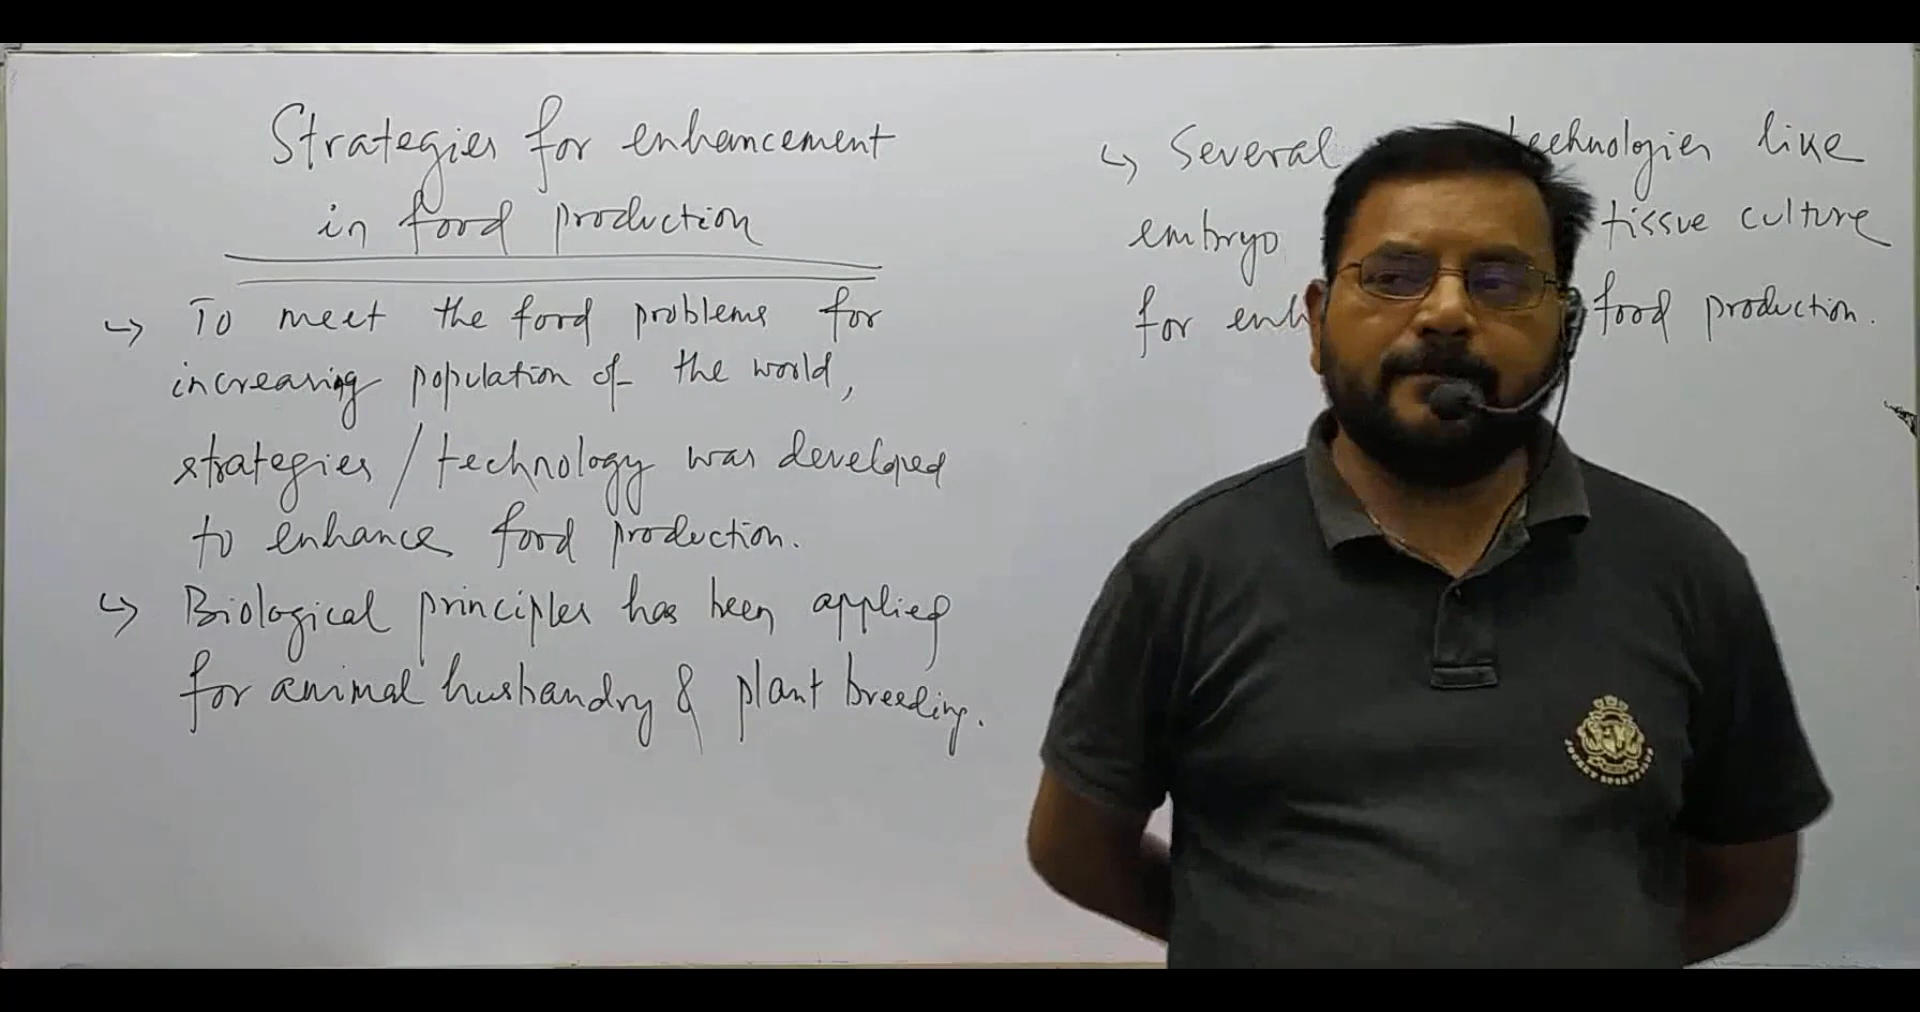 Strategies for enhancement
in food production
↳ To meet the food problems for
increasing population of the world,
strategies / technology was developed
to enhance food production.
↳ Biological principles has been applied
for animal husbandry & plant breeding.
↳ Several technologies like
embryo tissue culture
for enh food production.